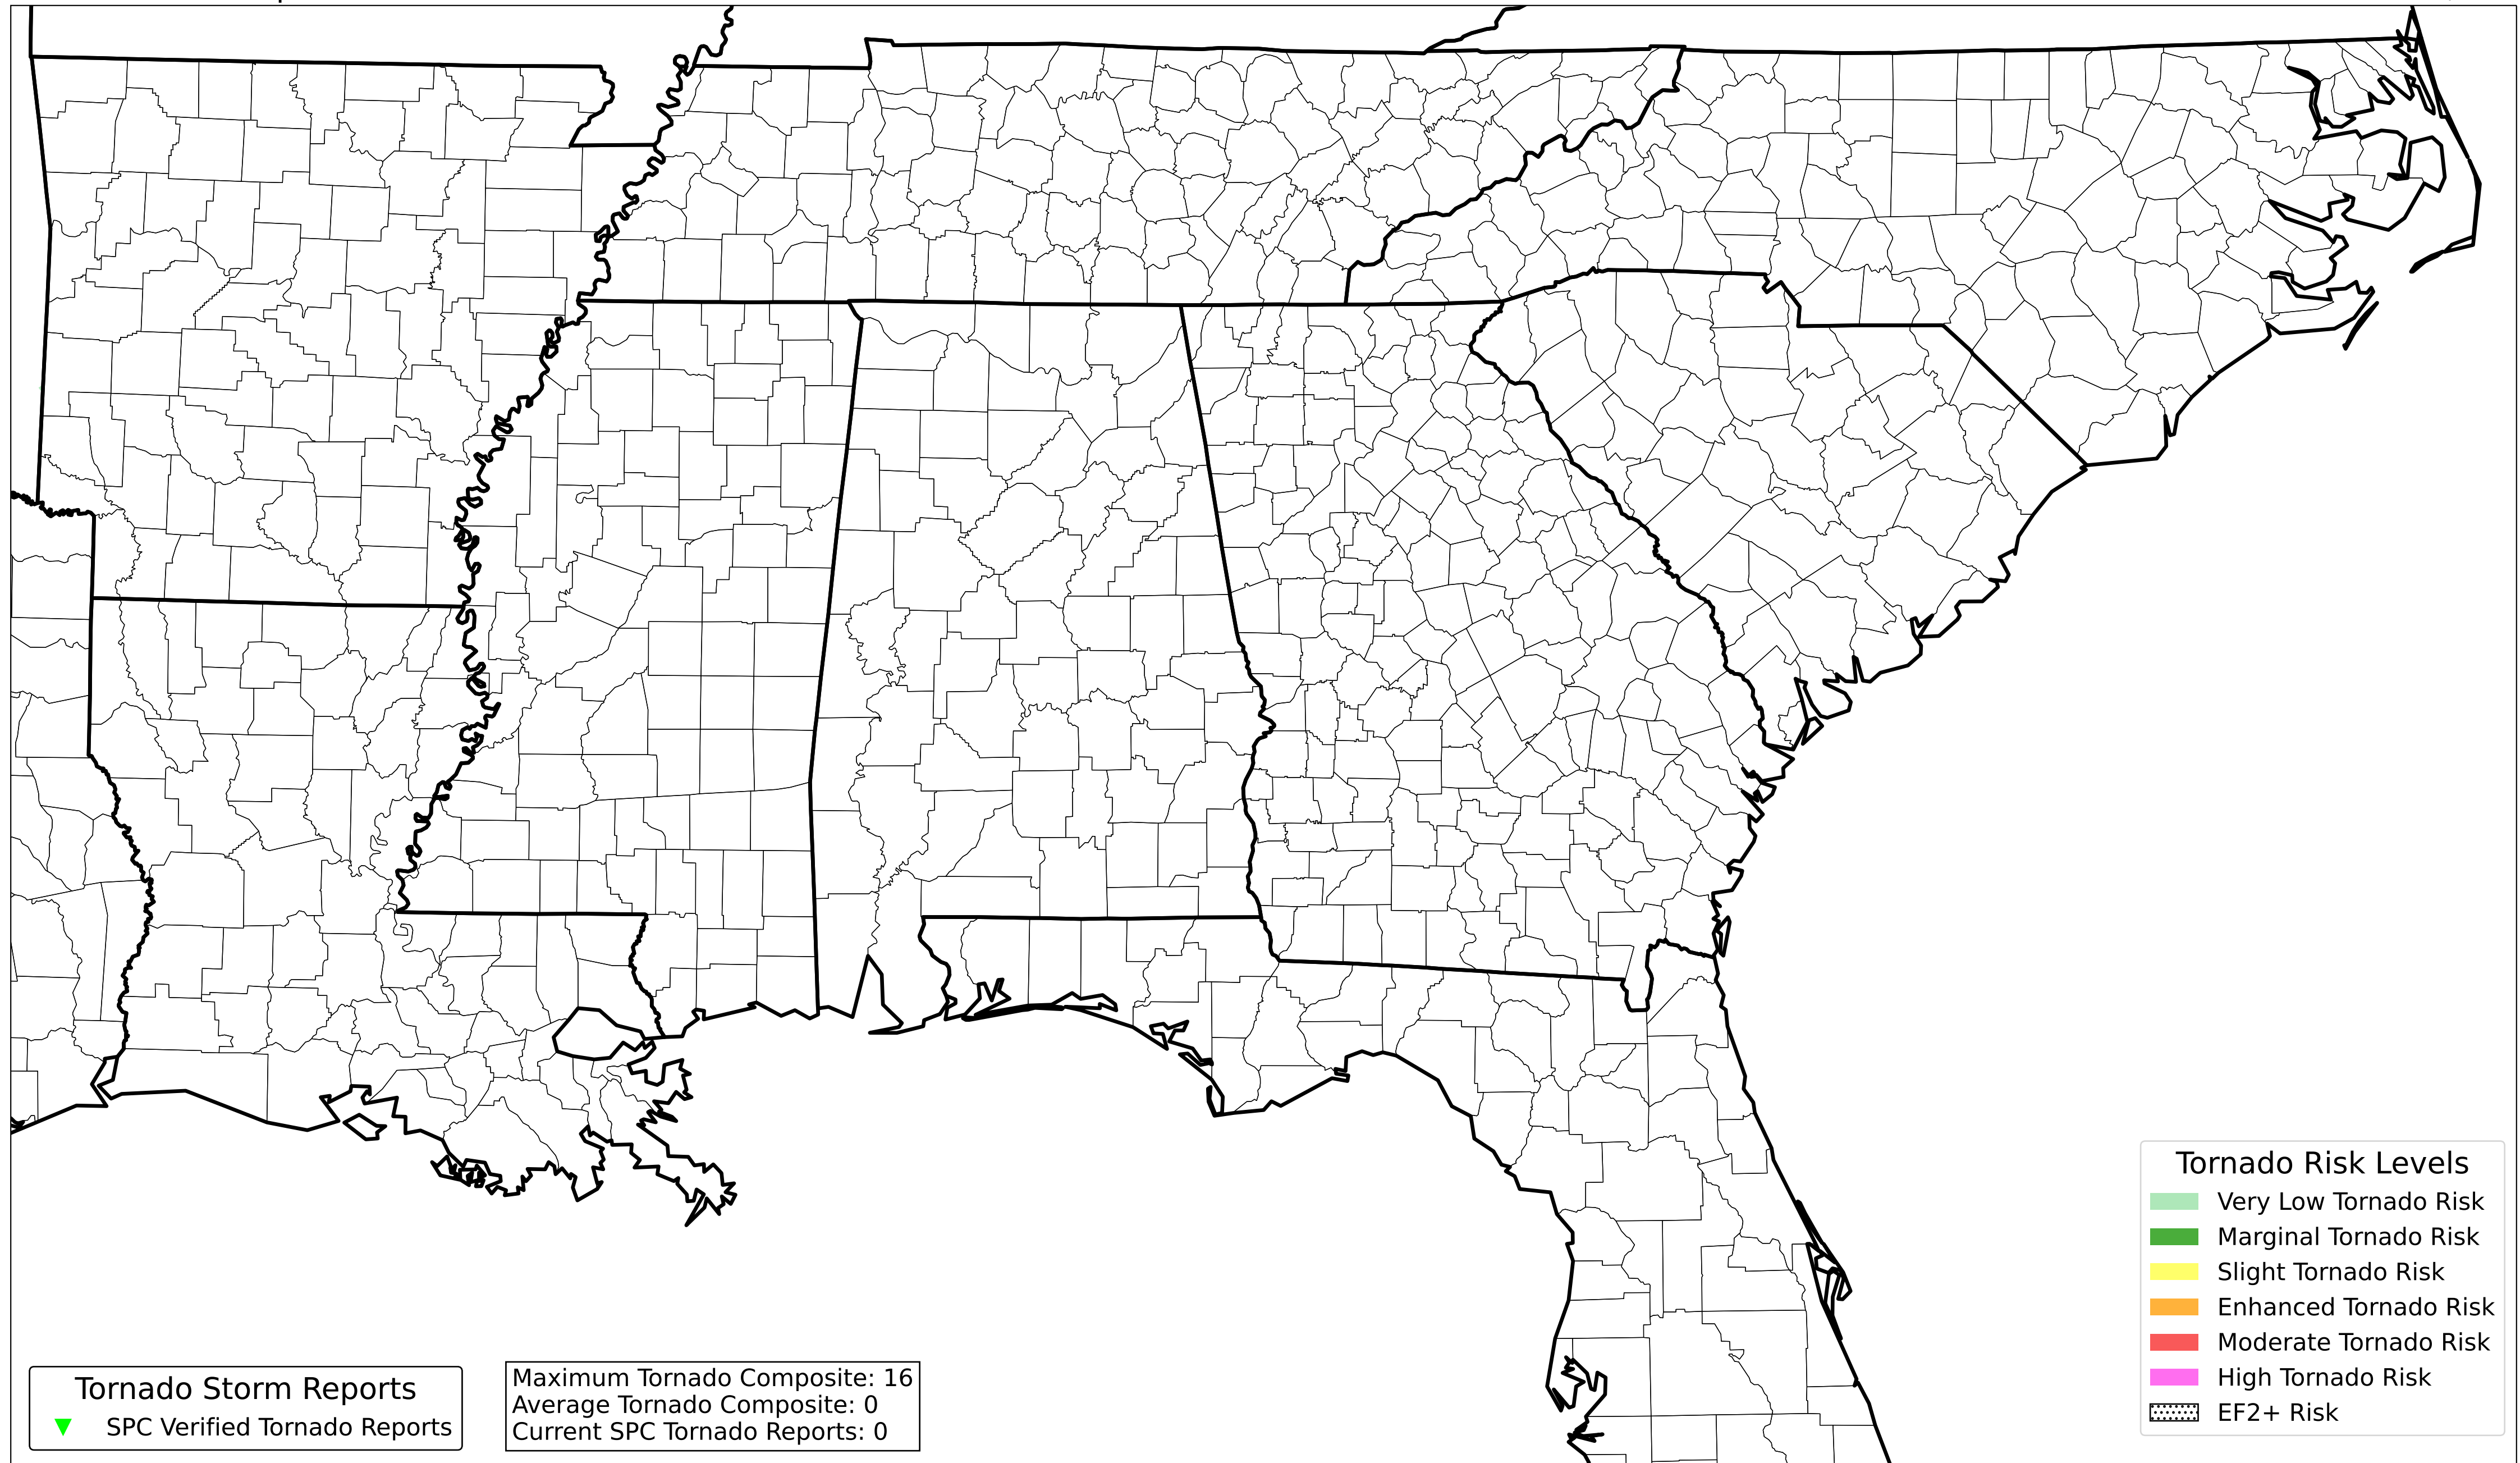 Tornado Risk Levels
Very Low Tornado Risk
Marginal Tornado Risk
Slight Tornado Risk
Enhanced Tornado Risk
Moderate Tornado Risk
High Tornado Risk
EF2+ Risk
Tornado Storm Reports
SPC Verified Tornado Reports
Maximum Tornado Composite: 16
Average Tornado Composite: 0
Current SPC Tornado Reports: 0